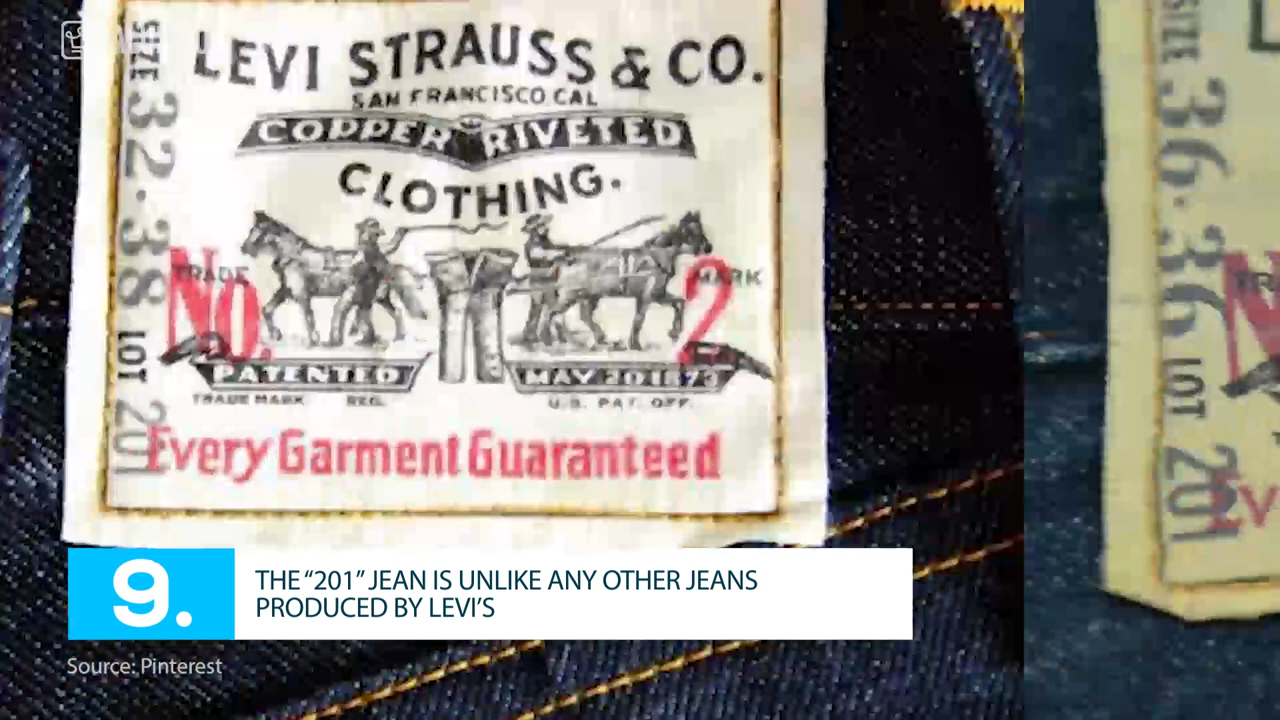 LEVI STRAUSS & CO.
SAN FRANCISCO, CAL
COPPER RIVETED
CLOTHING.
TRADE MARK
No. 2
PATENTED MAY 20 1873
TRADE MARK REG. U.S. PAT. OFF.
Every Garment Guaranteed
SIZE 32·38 LOT 201
SIZE 36·36 LOT 201
9.
THE “201” JEAN IS UNLIKE ANY OTHER JEANS
PRODUCED BY LEVI’S
Source: Pinterest